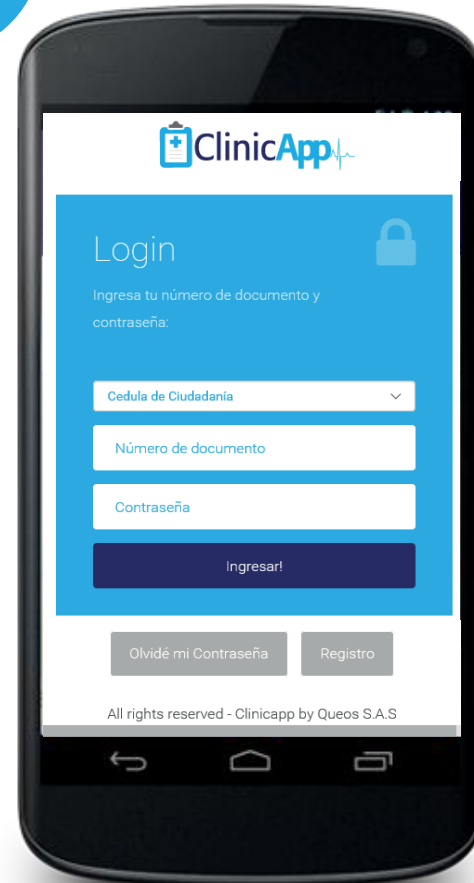 ClinicApp
Login
Ingresa tu número de documento y
contraseña:
Cedula de Ciudadanía
Número de documento
Contraseña
Ingresar!
Olvidé mi Contraseña Registro
All rights reserved - Clinicapp by Queos S.A.S